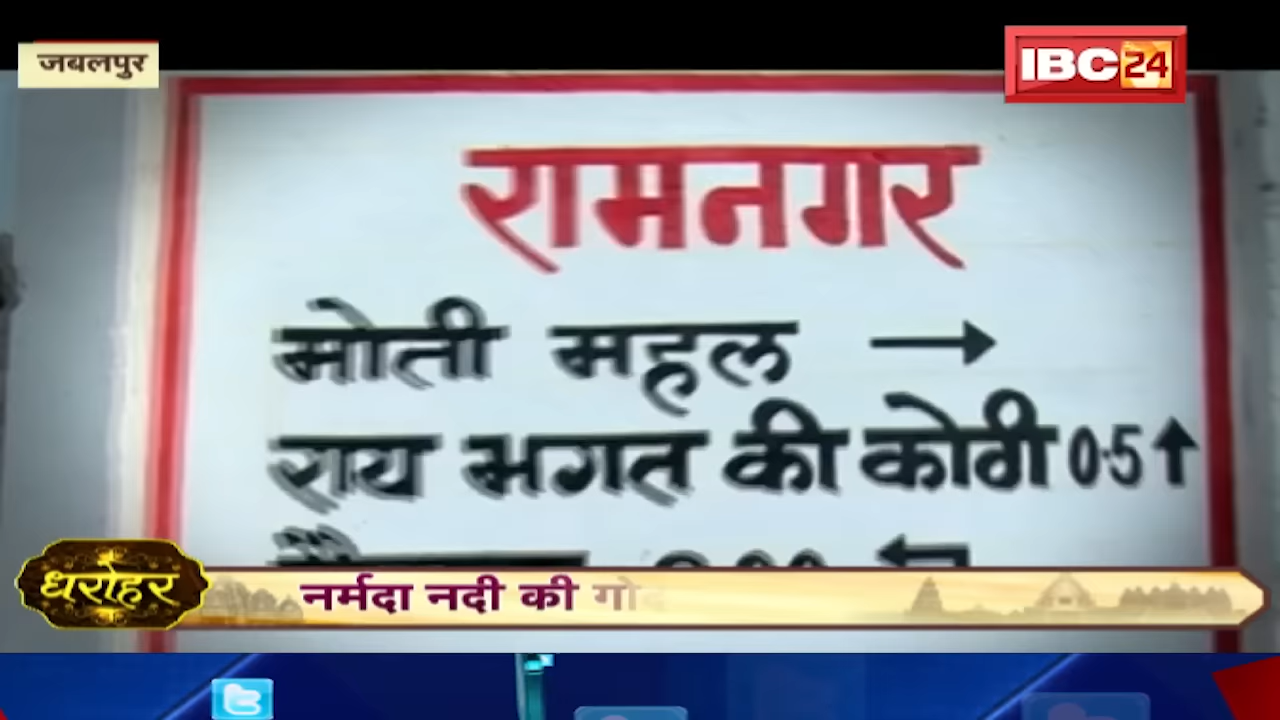 जबलपुर
IBC24
रामनगर
मोती महल →
राय भगत की कोठी 0.5 ↑
धरोहर
नर्मदा नदी की गोद